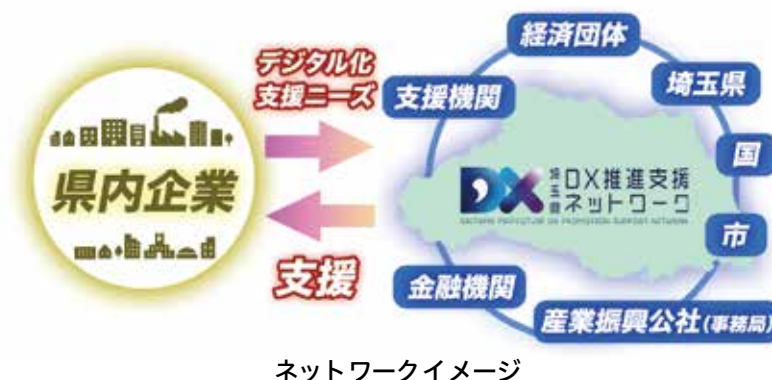 経済団体
デジタル化
支援ニーズ
支援機関
埼玉県
国
県内企業
埼玉県
DX
DX推進支援
ネットワーク
SAITAMA PREFECTURE DX PROMOTION SUPPORT NETWORK
市
支援
金融機関
産業振興公社(事務局)
ネットワークイメージ